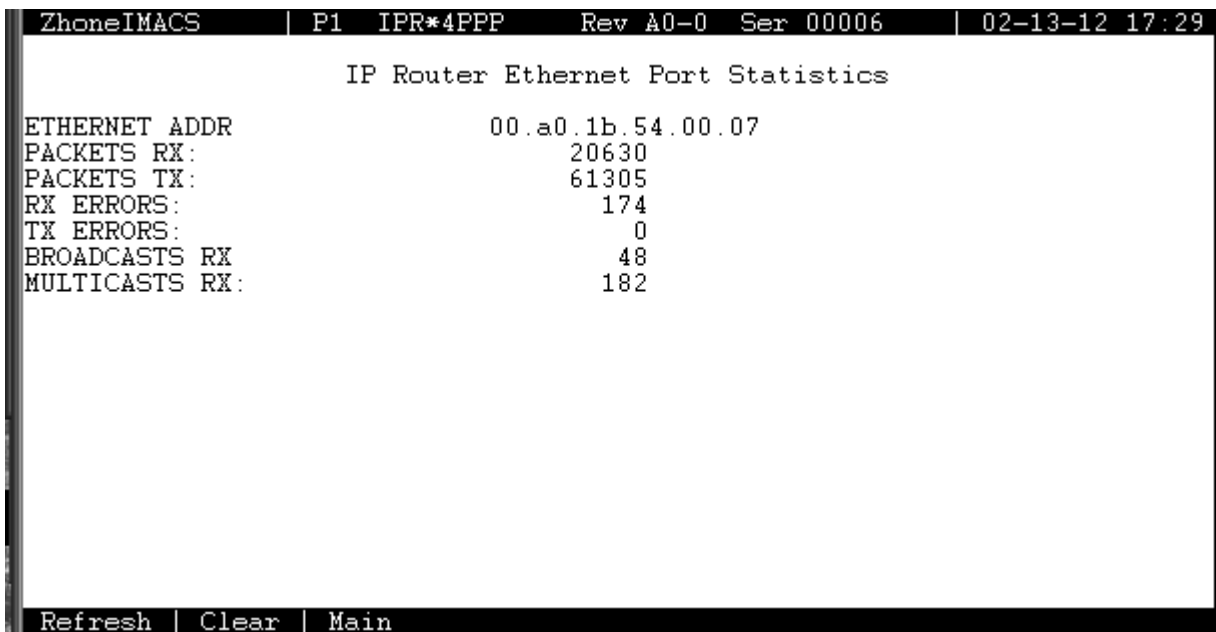 ZhoneIMACS | P1 IPR*4PPP Rev A0-0 Ser 00006 | 02-13-12 17:29
IP Router Ethernet Port Statistics
ETHERNET ADDR 00.a0.1b.54.00.07
PACKETS RX: 20630
PACKETS TX: 61305
RX ERRORS: 174
TX ERRORS: 0
BROADCASTS RX 48
MULTICASTS RX: 182
Refresh | Clear | Main